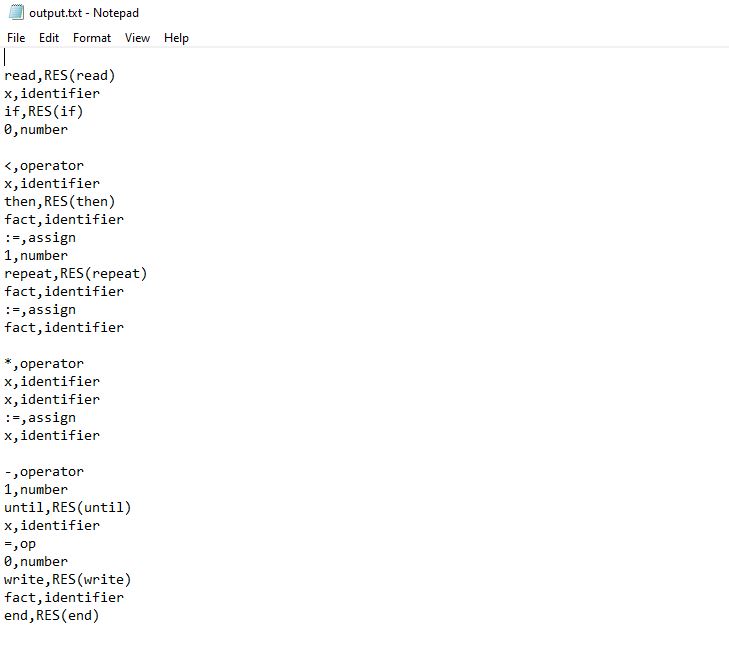 output.txt - Notepad
File Edit Format View Help
read,RES(read)
x,identifier
if,RES(if)
0,number
<,operator
x,identifier
then,RES(then)
fact,identifier
:=,assign
1,number
repeat,RES(repeat)
fact,identifier
:=,assign
fact,identifier
*,operator
x,identifier
x,identifier
:=,assign
x,identifier
-,operator
1,number
until,RES(until)
x,identifier
=,op
0,number
write,RES(write)
fact,identifier
end,RES(end)